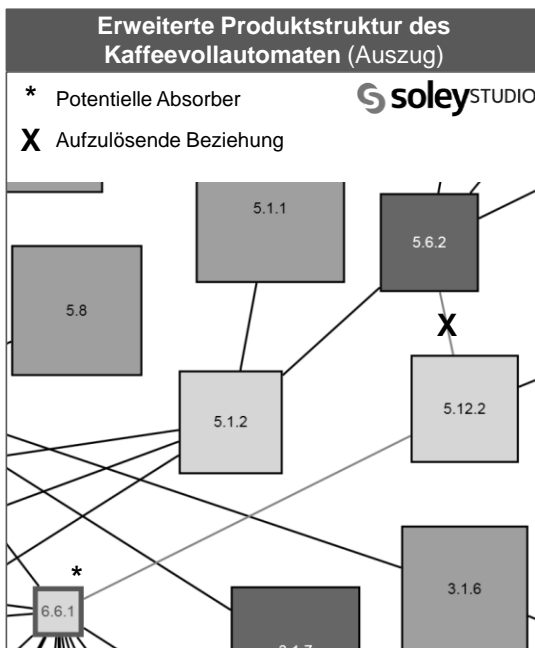 Erweiterte Produktstruktur des
Kaffeevollautomaten (Auszug)
* Potentielle Absorber
soleySTUDIO
X Aufzulösende Beziehung
5.1.1
5.6.2
5.8
X
5.1.2
5.12.2
*
3.1.6
6.6.1